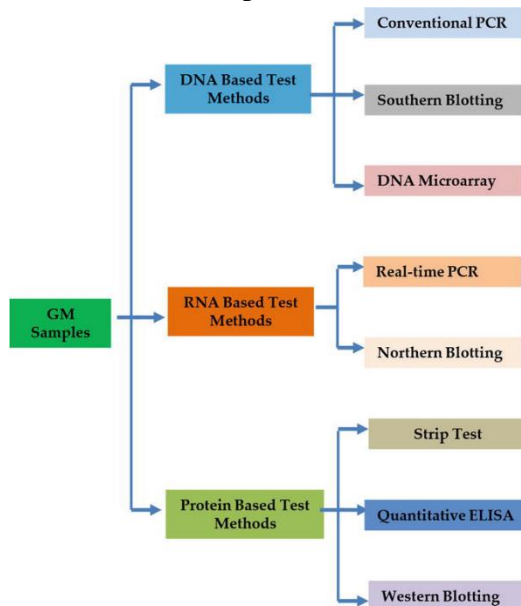 Conventional PCR
DNA Based Test
Methods
Southern Blotting
DNA Microarray
Real-time PCR
GM
Samples
RNA Based Test
Methods
Northern Blotting
Strip Test
Protein Based Test
Methods
Quantitative ELISA
Western Blotting